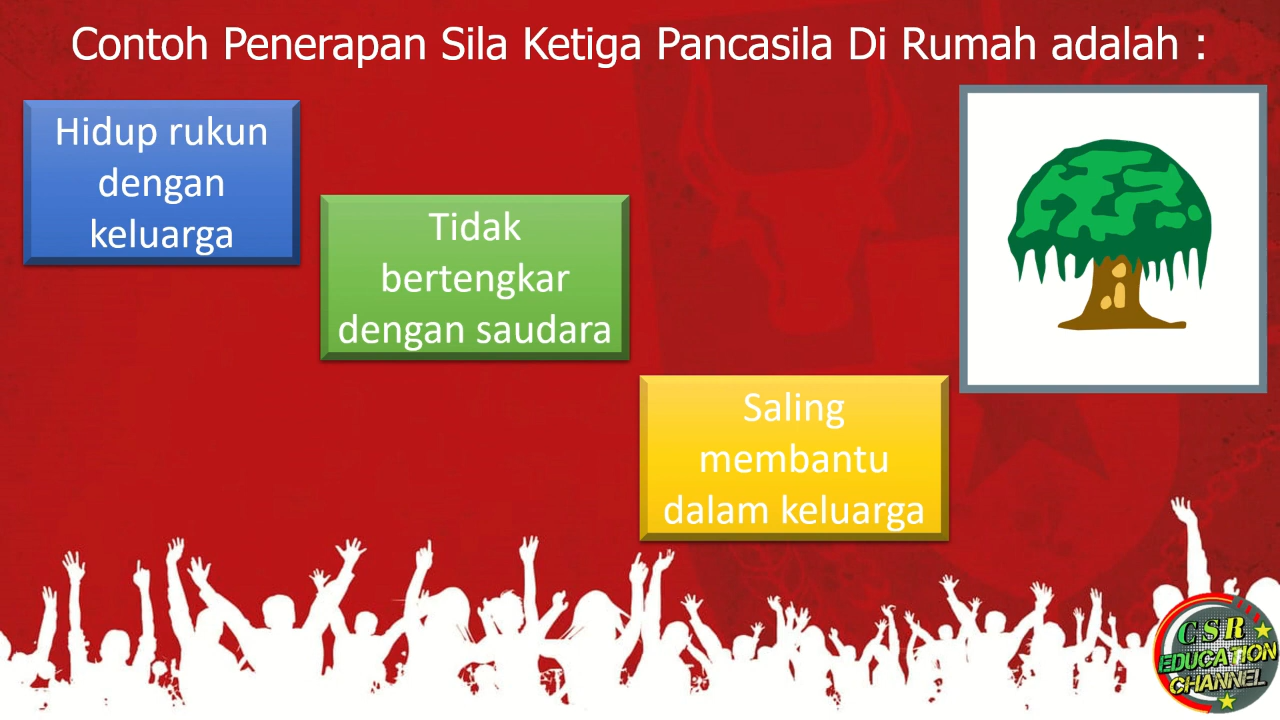 Contoh Penerapan Sila Ketiga Pancasila Di Rumah adalah :
Hidup rukun
dengan
keluarga
Tidak
bertengkar
dengan saudara
Saling
membantu
dalam keluarga
CSR
EDUCATION
CHANNEL